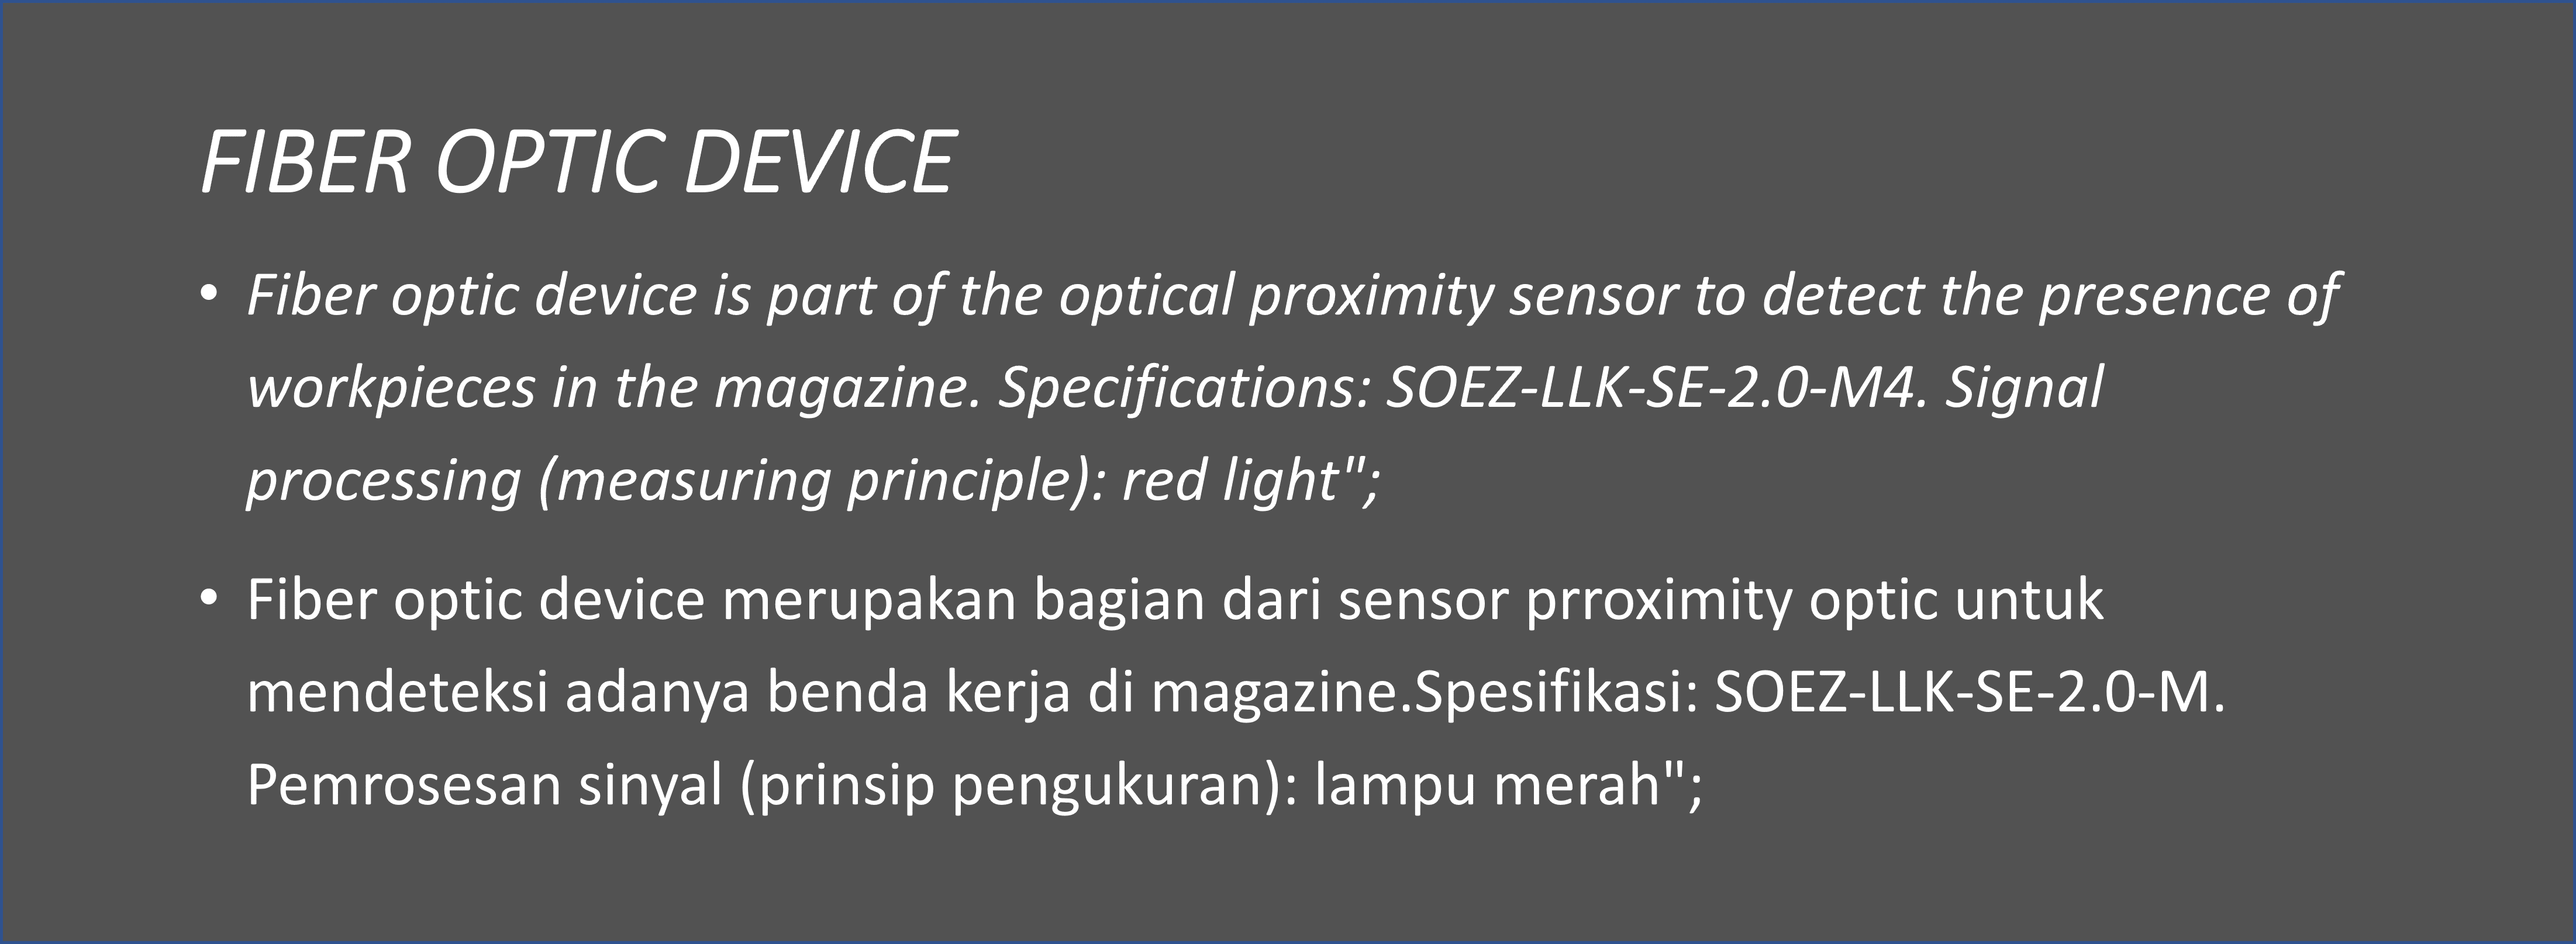 FIBER OPTIC DEVICE
• Fiber optic device is part of the optical proximity sensor to detect the presence of
workpieces in the magazine. Specifications: SOEZ-LLK-SE-2.0-M4. Signal
processing (measuring principle): red light";
• Fiber optic device merupakan bagian dari sensor prroximity optic untuk
mendeteksi adanya benda kerja di magazine.Spesifikasi: SOEZ-LLK-SE-2.0-M.
Pemrosesan sinyal (prinsip pengukuran): lampu merah";